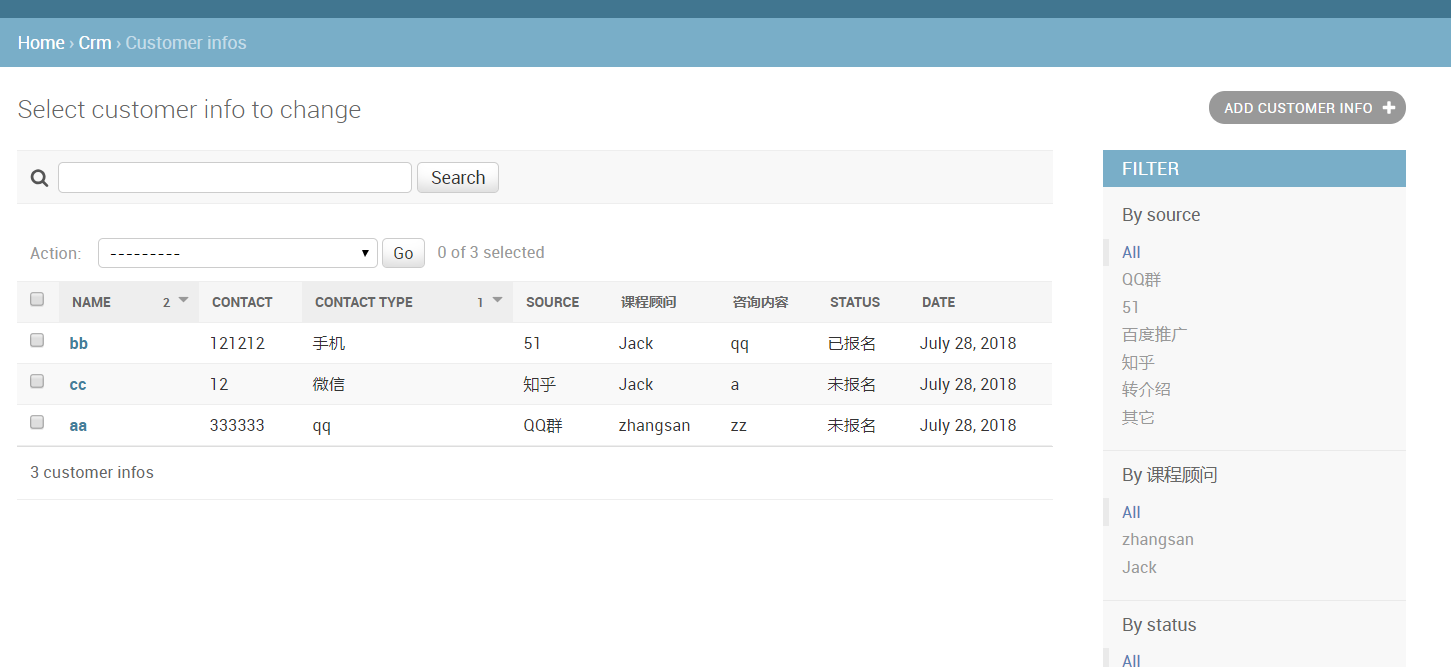 Home › Crm › Customer infos
Select customer info to change
ADD CUSTOMER INFO +
Search
Action: --------- Go 0 of 3 selected
NAME 2 CONTACT CONTACT TYPE 1 SOURCE 课程顾问 咨询内容 STATUS DATE
bb 121212 手机 51 Jack qq 已报名 July 28, 2018
cc 12 微信 知乎 Jack a 未报名 July 28, 2018
aa 333333 qq QQ群 zhangsan zz 未报名 July 28, 2018
3 customer infos
FILTER
By source
All
QQ群
51
百度推广
知乎
转介绍
其它
By 课程顾问
All
zhangsan
Jack
By status
All